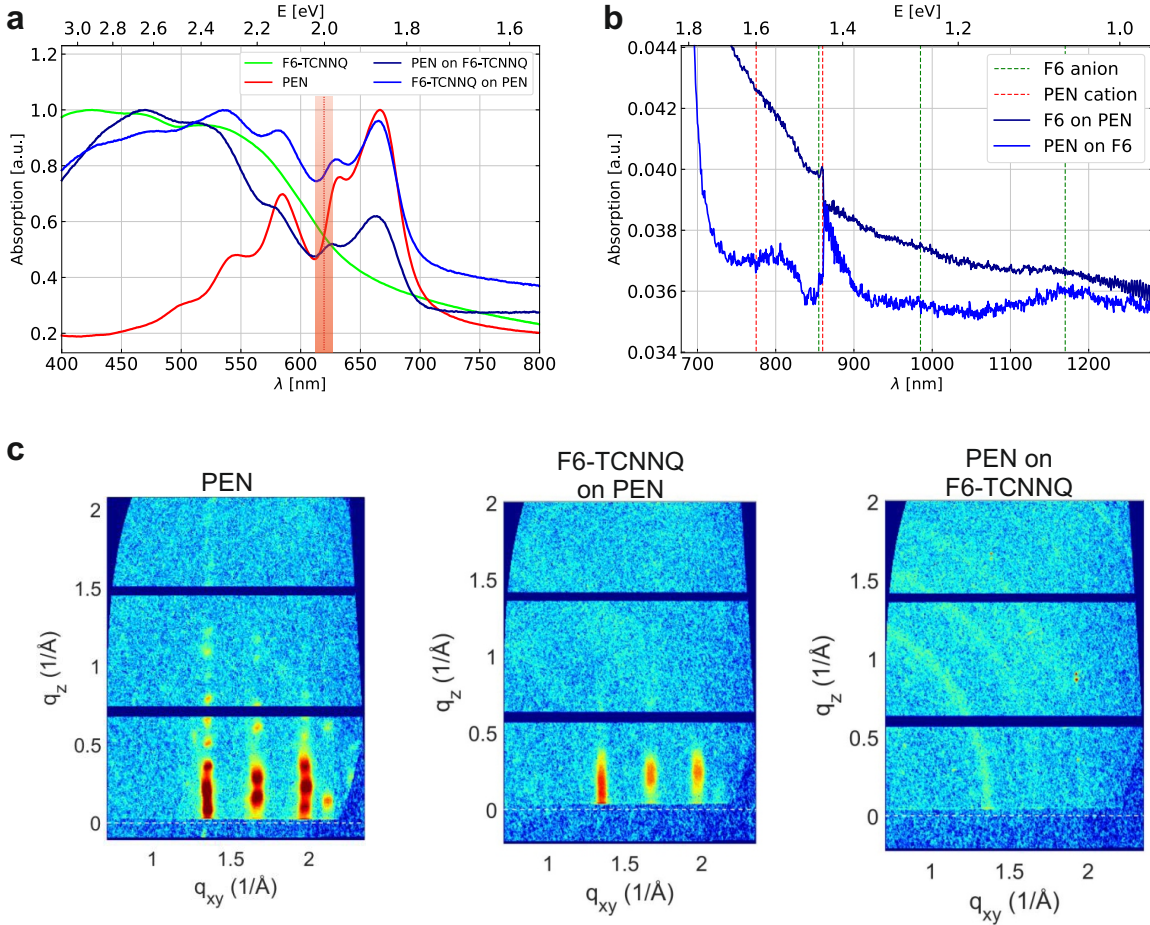 a
E [eV]
3.0 2.8 2.6 2.4 2.2 2.0 1.8 1.6
1.2
1.0
0.8
0.6
0.4
0.2
Absorption [a.u.]
F6-TCNNQ
PEN
PEN on F6-TCNNQ
F6-TCNNQ on PEN
400 450 500 550 600 650 700 750 800
λ [nm]
b
E [eV]
1.8 1.6 1.4 1.2 1.0
0.044
0.042
0.040
0.038
0.036
0.034
Absorption [a.u.]
F6 anion
PEN cation
F6 on PEN
PEN on F6
700 800 900 1000 1100 1200
λ [nm]
c
PEN
2
1.5
1
0.5
0
q_z (1/Å)
1 1.5 2
q_xy (1/Å)
F6-TCNNQ
on PEN
2
1.5
1
0.5
0
q_z (1/Å)
1 1.5 2
q_xy (1/Å)
PEN on
F6-TCNNQ
2
1.5
1
0.5
0
q_z (1/Å)
1 1.5 2
q_xy (1/Å)